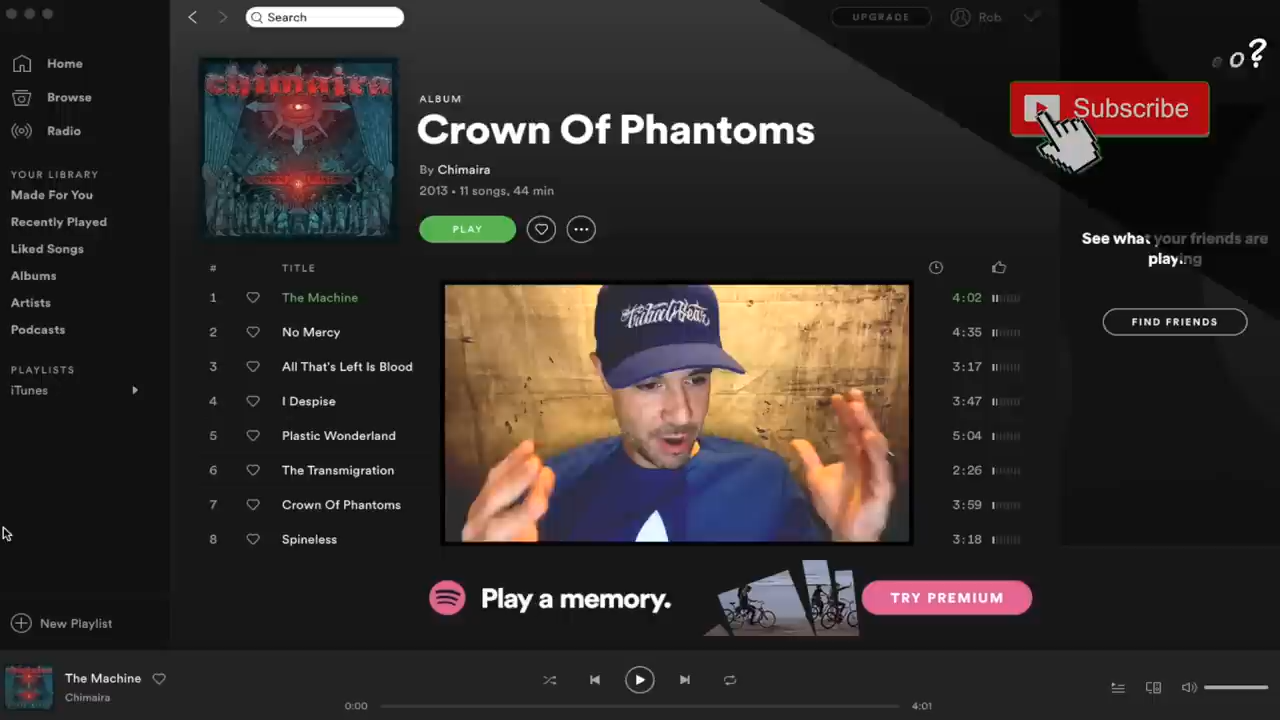 Search
UPGRADE
Rob
o?
Subscribe
Home
Browse
Radio
YOUR LIBRARY
Made For You
Recently Played
Liked Songs
Albums
Artists
Podcasts
PLAYLISTS
iTunes
New Playlist
chimaira
ALBUM
Crown Of Phantoms
By Chimaira
2013 • 11 songs, 44 min
PLAY
# TITLE
1 The Machine 4:02
2 No Mercy 4:35
3 All That's Left Is Blood 3:17
4 I Despise 3:47
5 Plastic Wonderland 5:04
6 The Transmigration 2:26
7 Crown Of Phantoms 3:59
8 Spineless 3:18
See what your friends are
playing
FIND FRIENDS
Play a memory.
TRY PREMIUM
The Machine
Chimaira
0:00
4:01